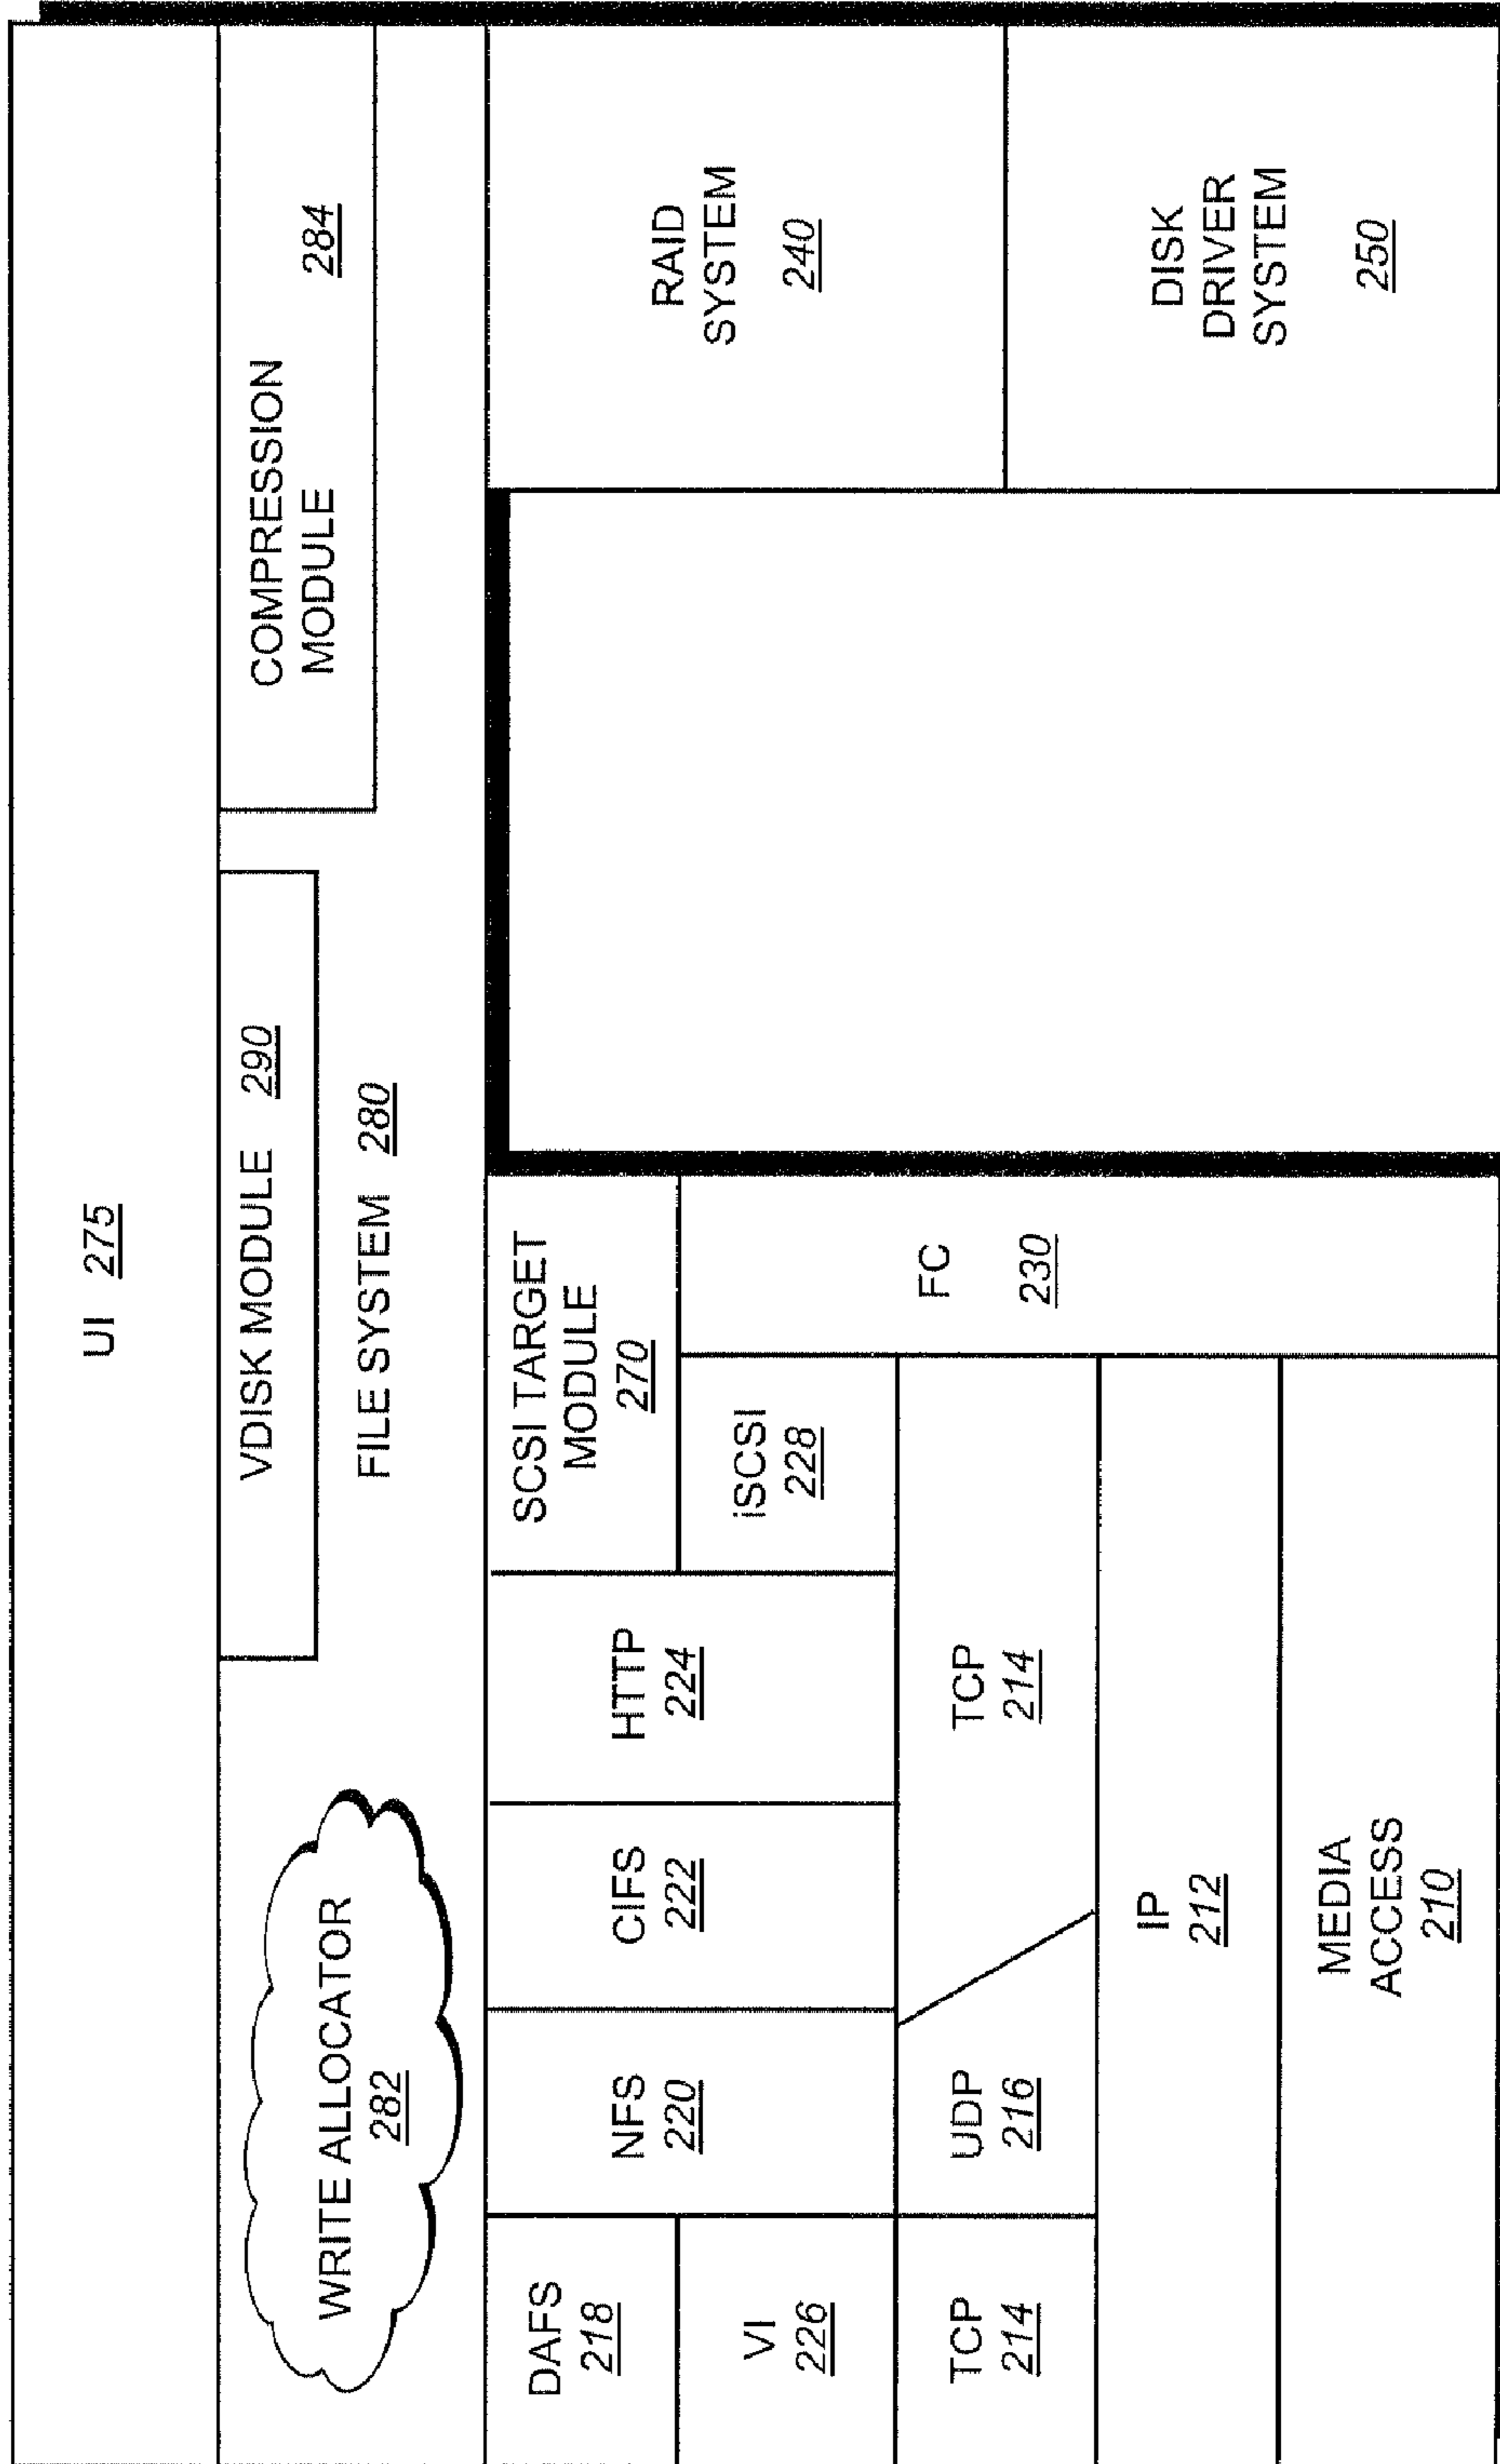 UI 275
VDISK MODULE 290
COMPRESSION
MODULE
284
WRITE ALLOCATOR
282
FILE SYSTEM 280
DAFS
218
VI
226
TCP
214
NFS
220
UDP
216
CIFS
222
HTTP
224
TCP
214
SCSI TARGET
MODULE
270
iSCSI
228
FC
230
IP
212
MEDIA
ACCESS
210
RAID
SYSTEM
240
DISK
DRIVER
SYSTEM
250